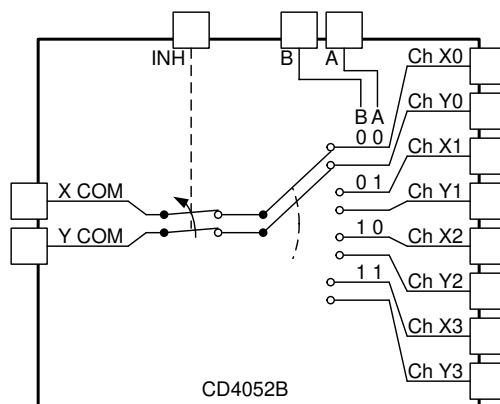 INH B A
Ch X0
B A
Ch Y0
0 0
Ch X1
0 1
X COM
Ch Y1
Y COM
1 0
Ch X2
Ch Y2
1 1
Ch X3
Ch Y3
CD4052B